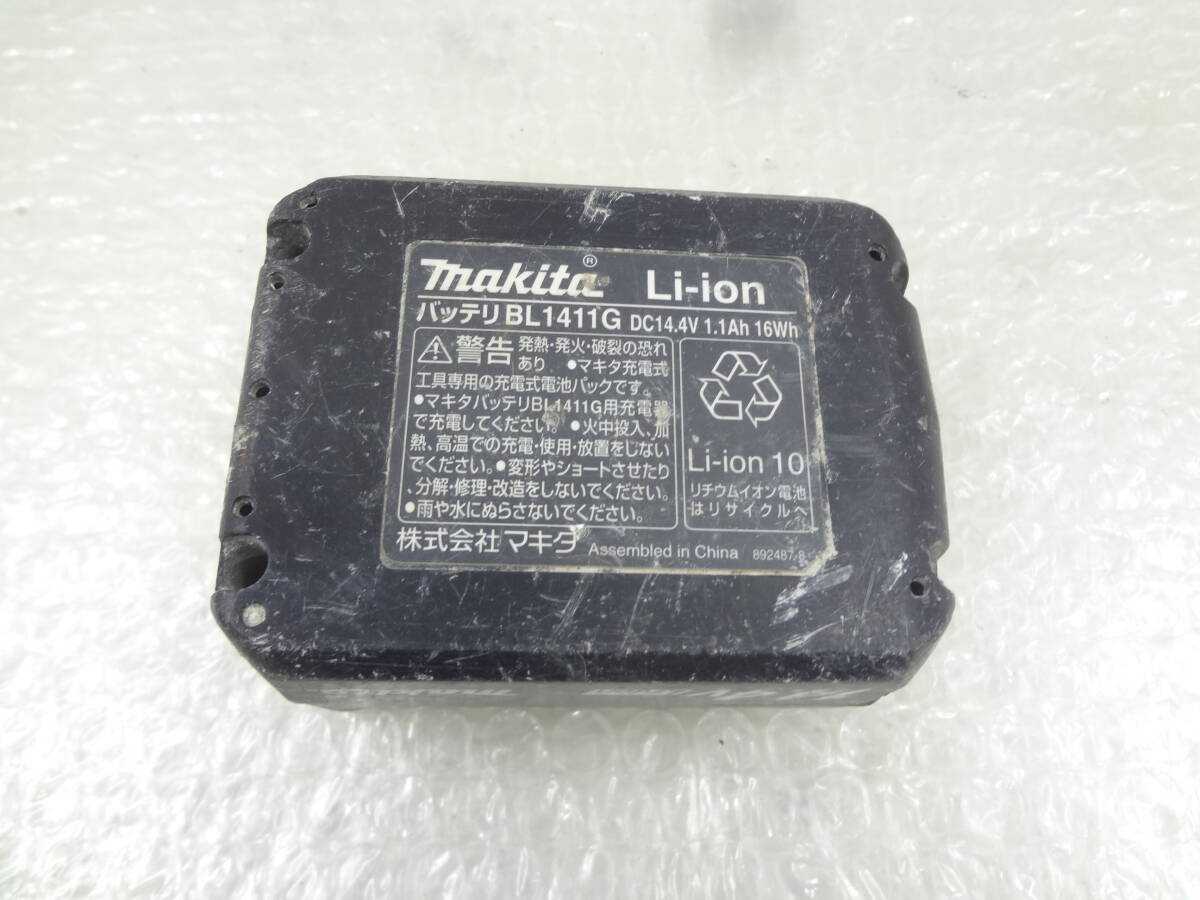 makita® Li-ion
バッテリBL1411G DC14.4V 1.1Ah 16Wh
警告 発熱・発火・破裂の恐れ
あり ●マキタ充電式
工具専用の充電式電池パックです。
●マキタバッテリBL1411G用充電器
で充電してください。●火中投入、加
熱、高温での充電・使用・放置をしない
でください。●変形やショートさせたり
、分解・修理・改造をしないでください。
●雨や水にぬらさないでください。
Li-ion 10
リチウムイオン電池
はリサイクルへ
株式会社マキタ Assembled in China 892487-8